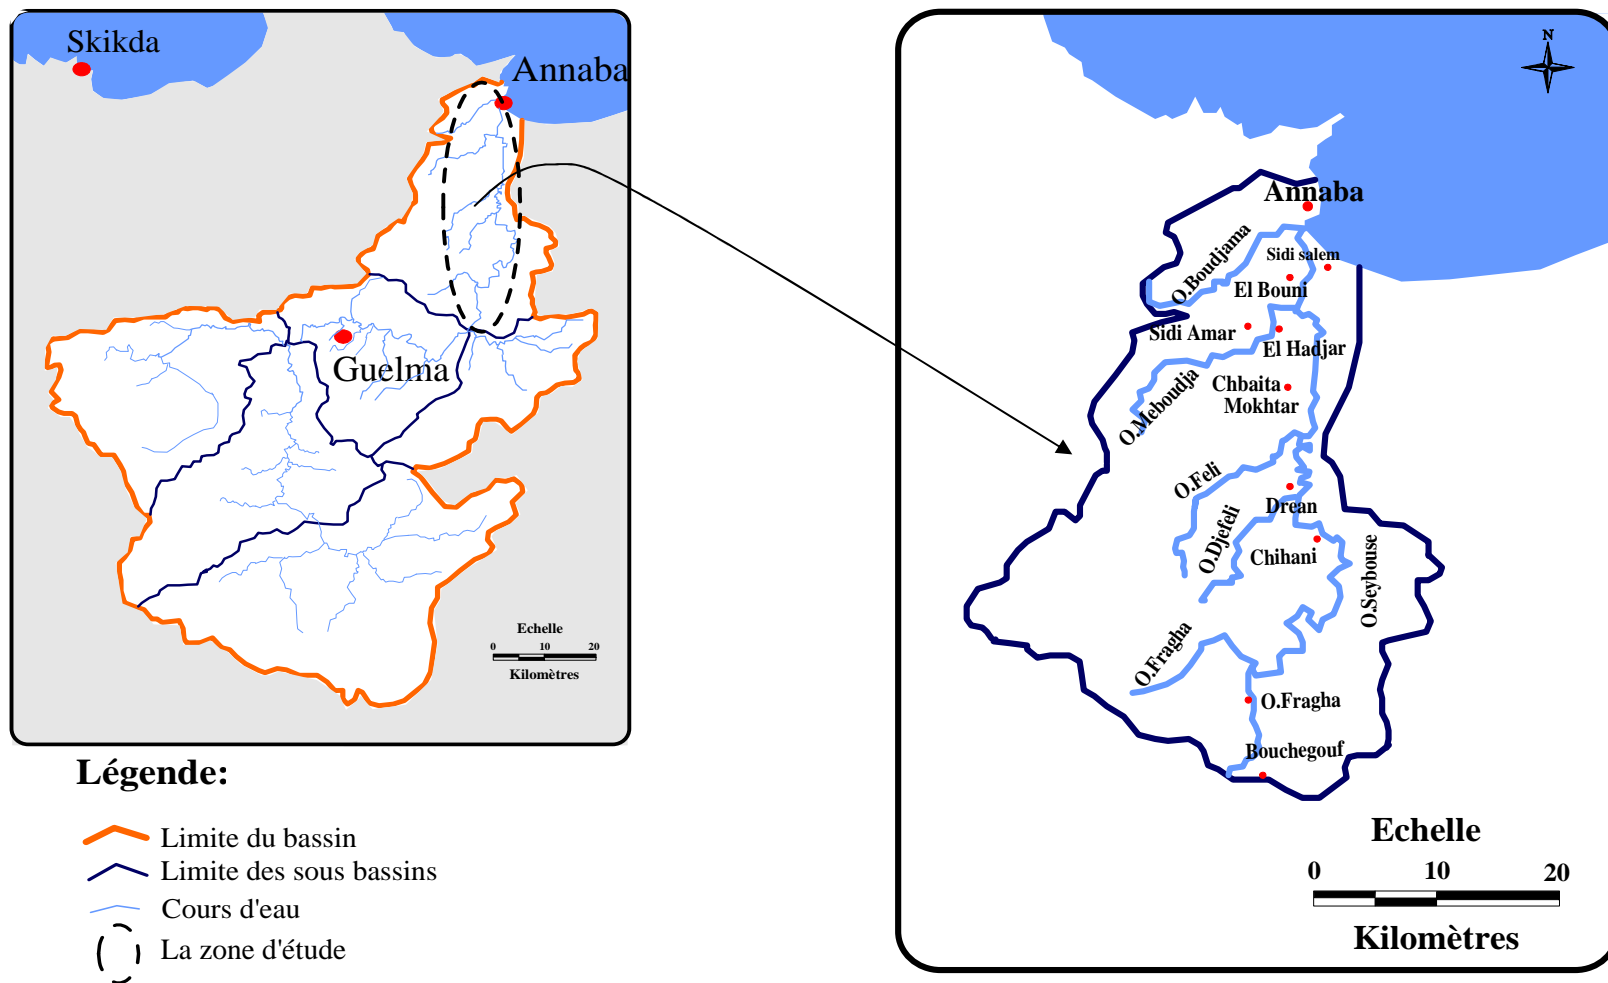 Skikda
Annaba
Guelma
Echelle
0 10 20
Kilomètres
Légende:
Limite du bassin
Limite des sous bassins
Cours d'eau
La zone d'étude
N
Annaba
O.Boudjama
Sidi salem
El Bouni
Sidi Amar
El Hadjar
O.Meboudja
Chbaita
Mokhtar
O.Feli
Drean
O.Djefeli
Chihani
O.Seybouse
O.Fragha
O.Fragha
Bouchegouf
Echelle
0 10 20
Kilomètres